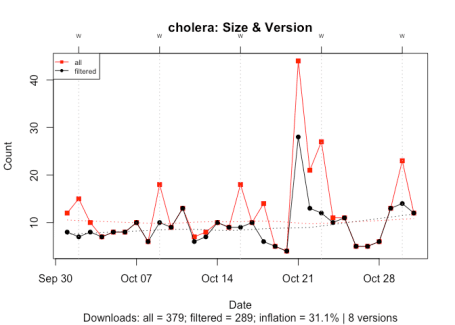 cholera: Size & Version
W W W W W
all
filtered
Count
40
30
20
10
Sep 30 Oct 07 Oct 14 Oct 21 Oct 28
Date
Downloads: all = 379; filtered = 289; inflation = 31.1% | 8 versions